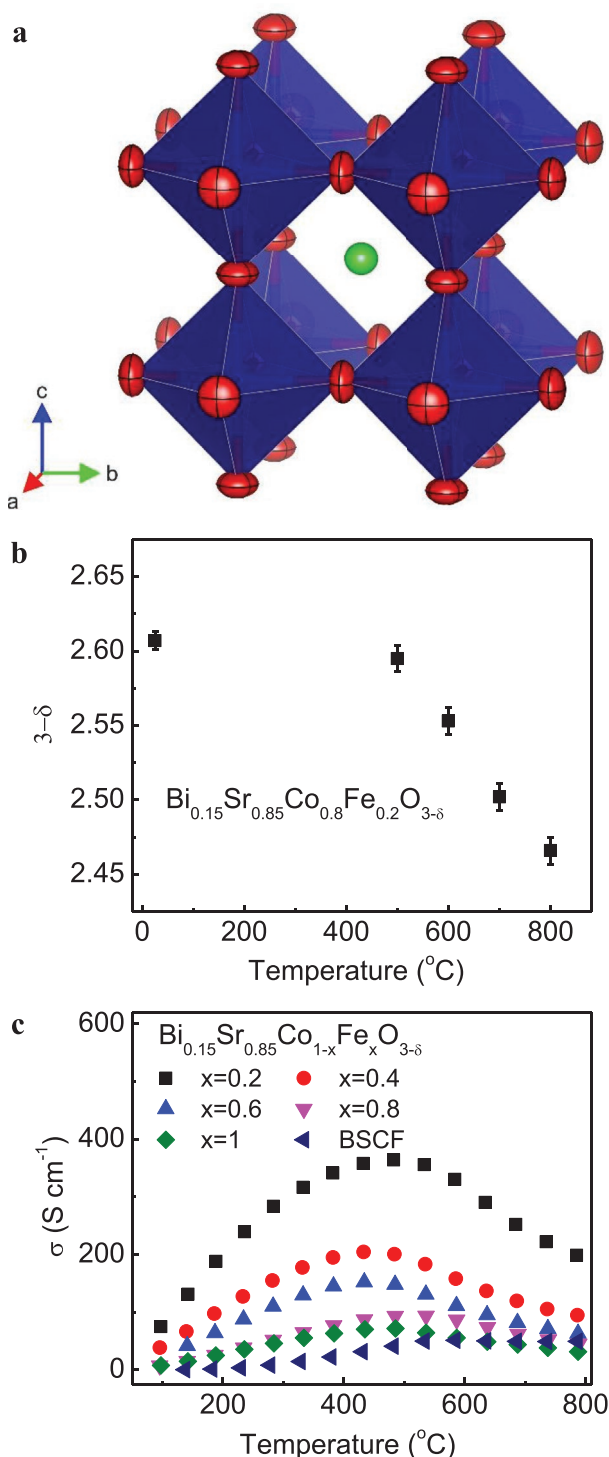 a
c
b
a
b
2.65
2.60
2.55
2.50
2.45
3−δ
Bi0.15Sr0.85Co0.8Fe0.2O3-δ
0 200 400 600 800
Temperature (oC)
c
600
400
200
0
σ (S cm-1)
Bi0.15Sr0.85Co1-xFexO3-δ
x=0.2 x=0.4
x=0.6 x=0.8
x=1 BSCF
200 400 600 800
Temperature (oC)